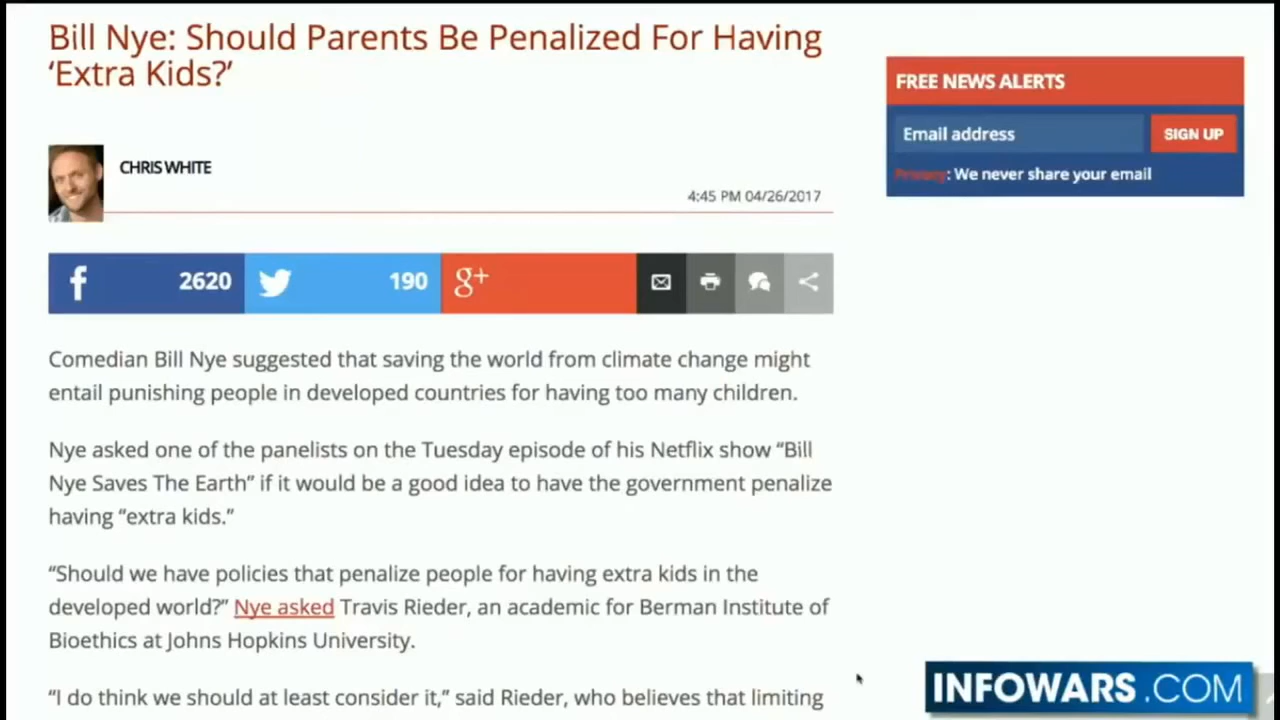 Bill Nye: Should Parents Be Penalized For Having
‘Extra Kids?’
FREE NEWS ALERTS
Email address
SIGN UP
Privacy: We never share your email
CHRIS WHITE
4:45 PM 04/26/2017
f 2620 190 g+
Comedian Bill Nye suggested that saving the world from climate change might
entail punishing people in developed countries for having too many children.
Nye asked one of the panelists on the Tuesday episode of his Netflix show “Bill
Nye Saves The Earth” if it would be a good idea to have the government penalize
having “extra kids.”
“Should we have policies that penalize people for having extra kids in the
developed world?” Nye asked Travis Rieder, an academic for Berman Institute of
Bioethics at Johns Hopkins University.
“I do think we should at least consider it,” said Rieder, who believes that limiting
INFOWARS.COM